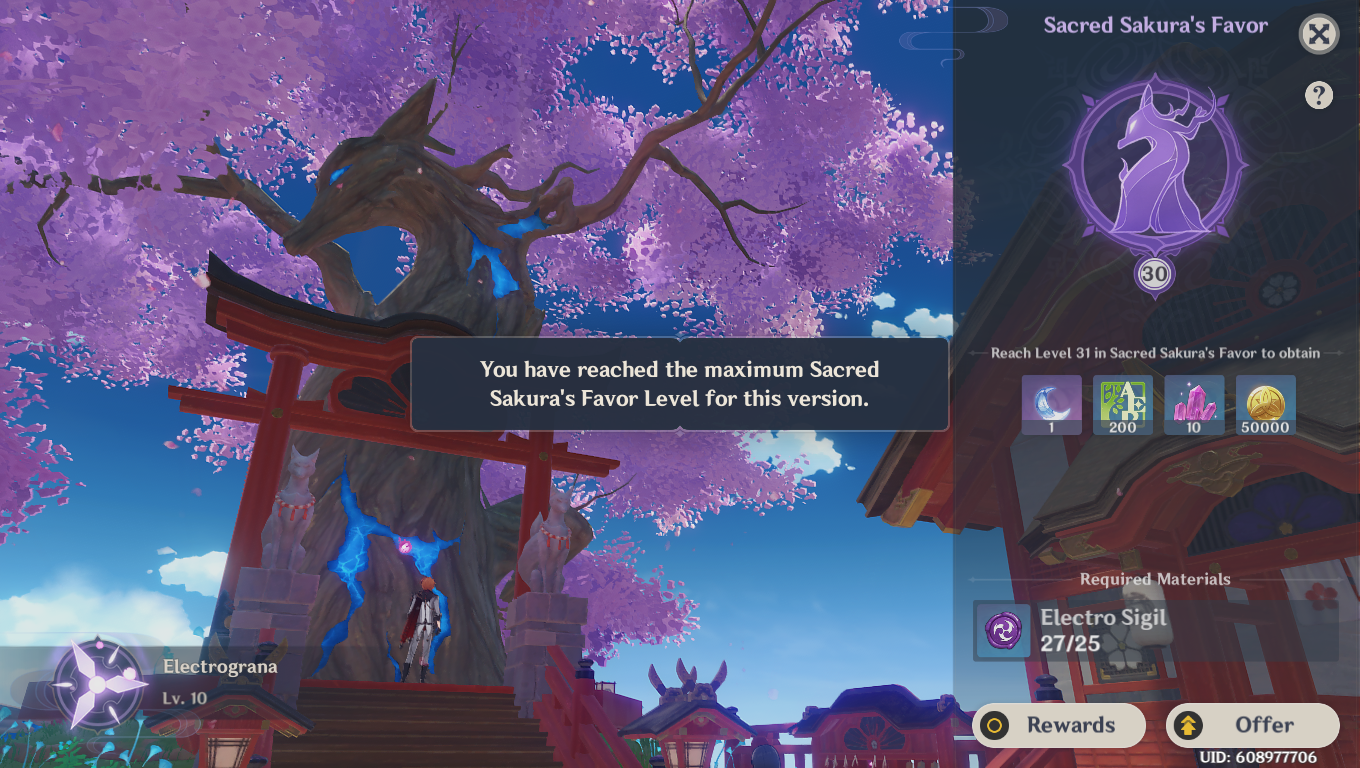 Sacred Sakura's Favor
?
30
Reach Level 31 in Sacred Sakura's Favor to obtain
1
200
10
50000
You have reached the maximum Sacred
Sakura's Favor Level for this version.
Required Materials
Electro Sigil
27/25
Electrograna
Lv. 10
Rewards
Offer
UID: 608977706